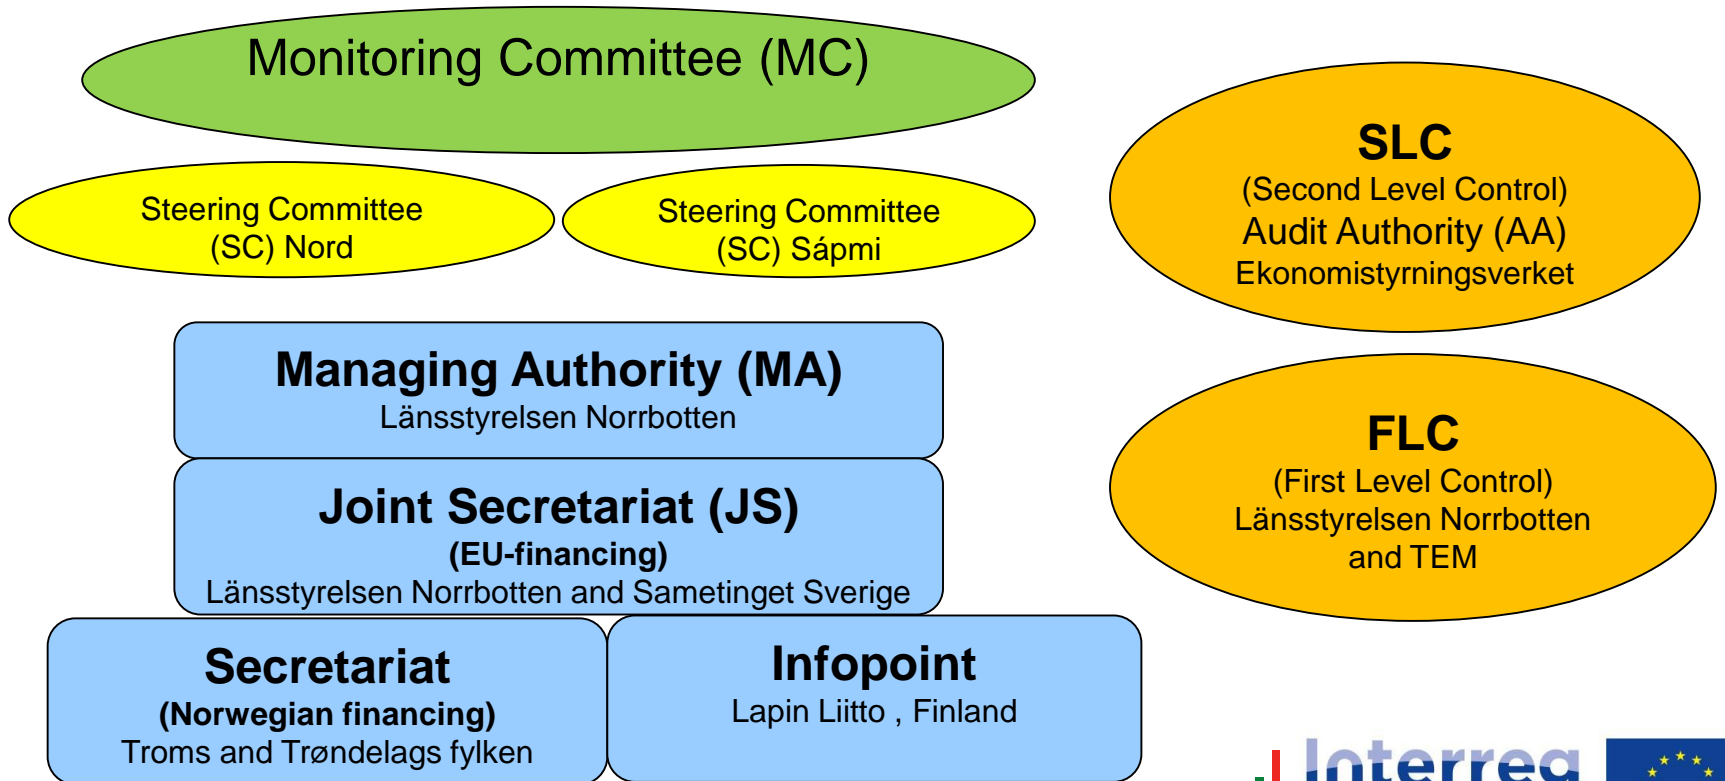 Monitoring Committee (MC)
Steering Committee
(SC) Nord
Steering Committee
(SC) Sápmi
Managing Authority (MA)
Länsstyrelsen Norrbotten
Joint Secretariat (JS)
(EU-financing)
Länsstyrelsen Norrbotten and Sametinget Sverige
Secretariat
(Norwegian financing)
Troms and Trøndelags fylken
Infopoint
Lapin Liitto , Finland
SLC
(Second Level Control)
Audit Authority (AA)
Ekonomistyrningsverket
FLC
(First Level Control)
Länsstyrelsen Norrbotten
and TEM
Interreg